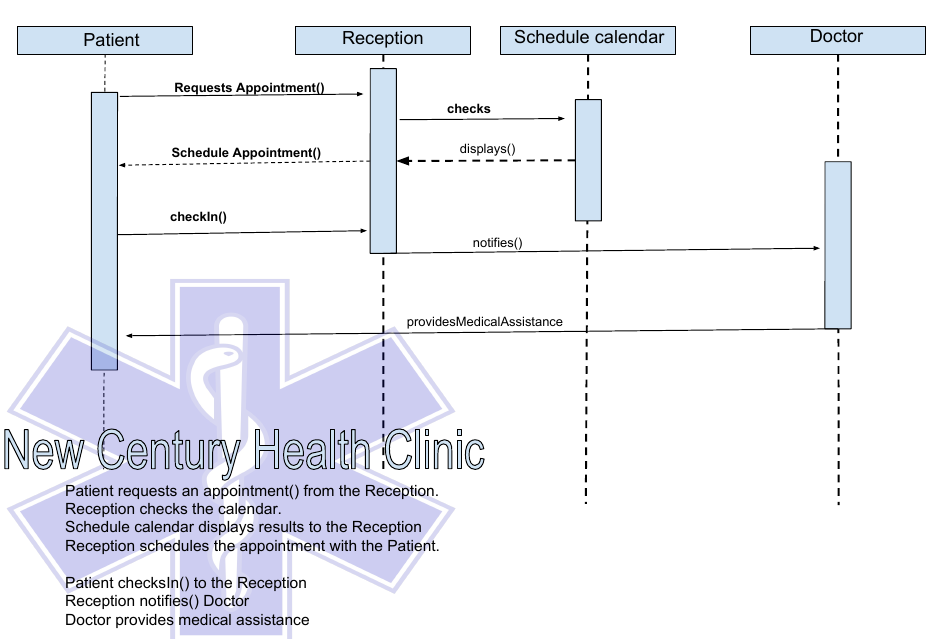 Patient
Reception
Schedule calendar
Doctor
Requests Appointment()
checks
Schedule Appointment()
displays()
checkIn()
notifies()
providesMedicalAssistance
New Century Health Clinic
Patient requests an appointment() from the Reception.
Reception checks the calendar.
Schedule calendar displays results to the Reception
Reception schedules the appointment with the Patient.
Patient checksIn() to the Reception
Reception notifies() Doctor
Doctor provides medical assistance